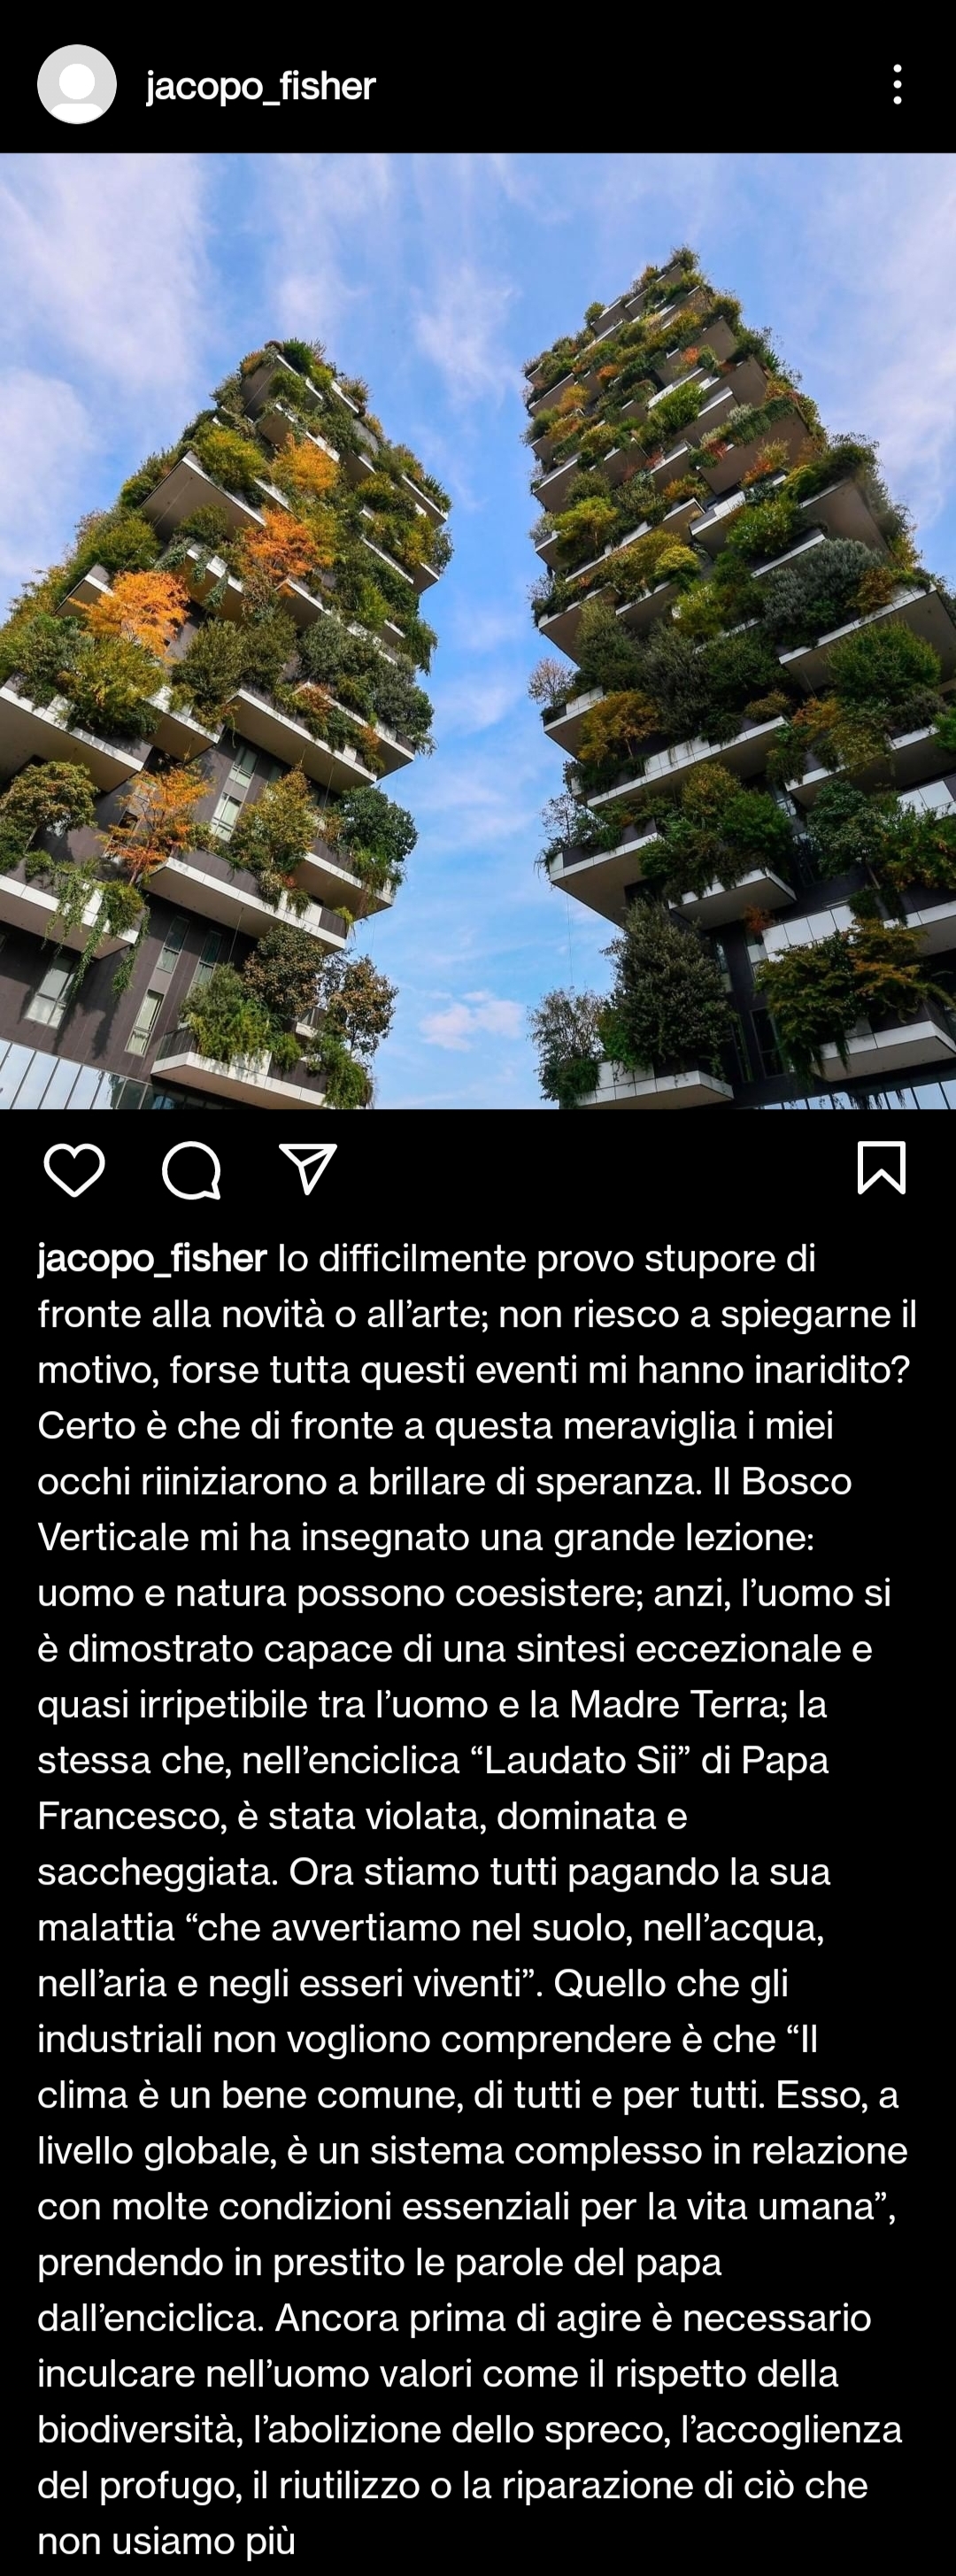 jacopo_fisher
jacopo_fisher Io difficilmente provo stupore di
fronte alla novità o all’arte; non riesco a spiegarne il
motivo, forse tutta questi eventi mi hanno inaridito?
Certo è che di fronte a questa meraviglia i miei
occhi riiniziarono a brillare di speranza. Il Bosco
Verticale mi ha insegnato una grande lezione:
uomo e natura possono coesistere; anzi, l’uomo si
è dimostrato capace di una sintesi eccezionale e
quasi irripetibile tra l’uomo e la Madre Terra; la
stessa che, nell’enciclica “Laudato Sii” di Papa
Francesco, è stata violata, dominata e
saccheggiata. Ora stiamo tutti pagando la sua
malattia “che avvertiamo nel suolo, nell’acqua,
nell’aria e negli esseri viventi”. Quello che gli
industriali non vogliono comprendere è che “Il
clima è un bene comune, di tutti e per tutti. Esso, a
livello globale, è un sistema complesso in relazione
con molte condizioni essenziali per la vita umana”,
prendendo in prestito le parole del papa
dall’enciclica. Ancora prima di agire è necessario
inculcare nell’uomo valori come il rispetto della
biodiversità, l’abolizione dello spreco, l’accoglienza
del profugo, il riutilizzo o la riparazione di ciò che
non usiamo più